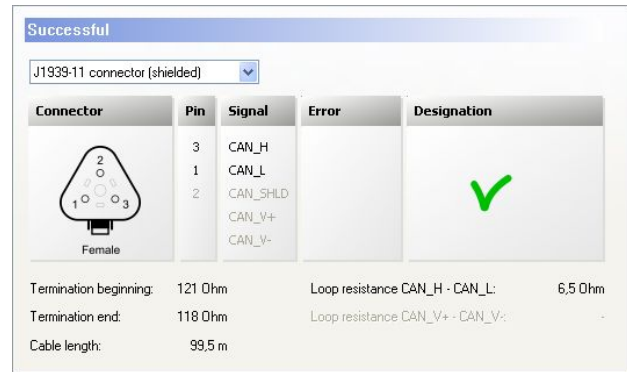 Successful
J1939-11 connector (shielded)
Connector Pin Signal Error Designation
3 CAN_H
1 CAN_L
2 CAN_SHLD
CAN_V+
CAN_V-
2
1 3
Female
Termination beginning: 121 Ohm Loop resistance CAN_H - CAN_L: 6,5 Ohm
Termination end: 118 Ohm Loop resistance CAN_V+ - CAN_V-: -
Cable length: 99,5 m